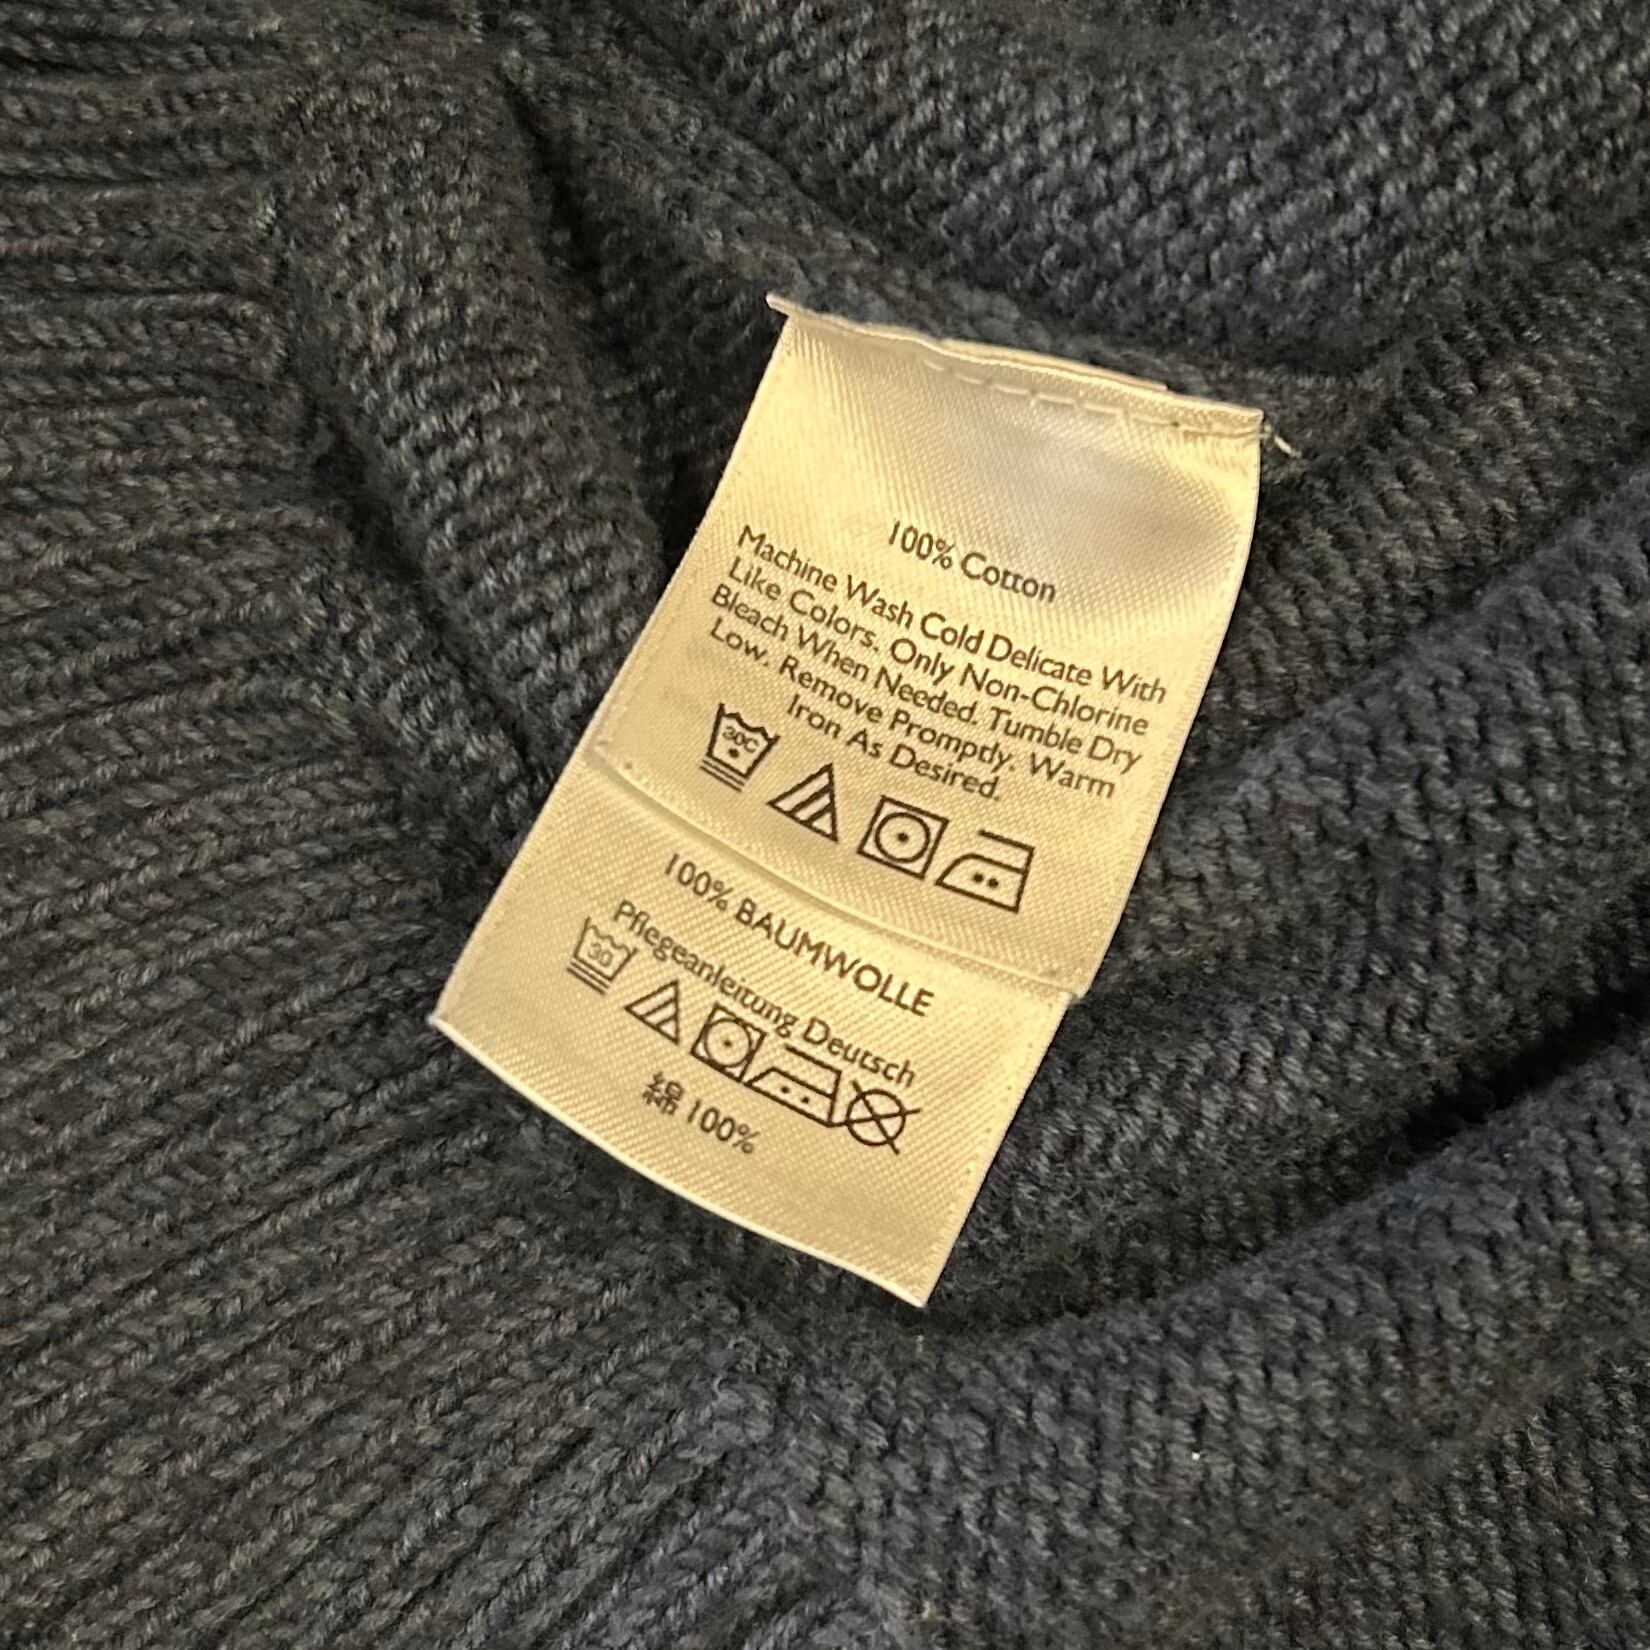 100% Cotton
Machine Wash Cold Delicate With
Like Colors. Only Non-Chlorine
Bleach When Needed. Tumble Dry
Low. Remove Promptly. Warm
Iron As Desired.
30C
100% BAUMWOLLE
Pflegeanleitung Deutsch
30
綿 100%